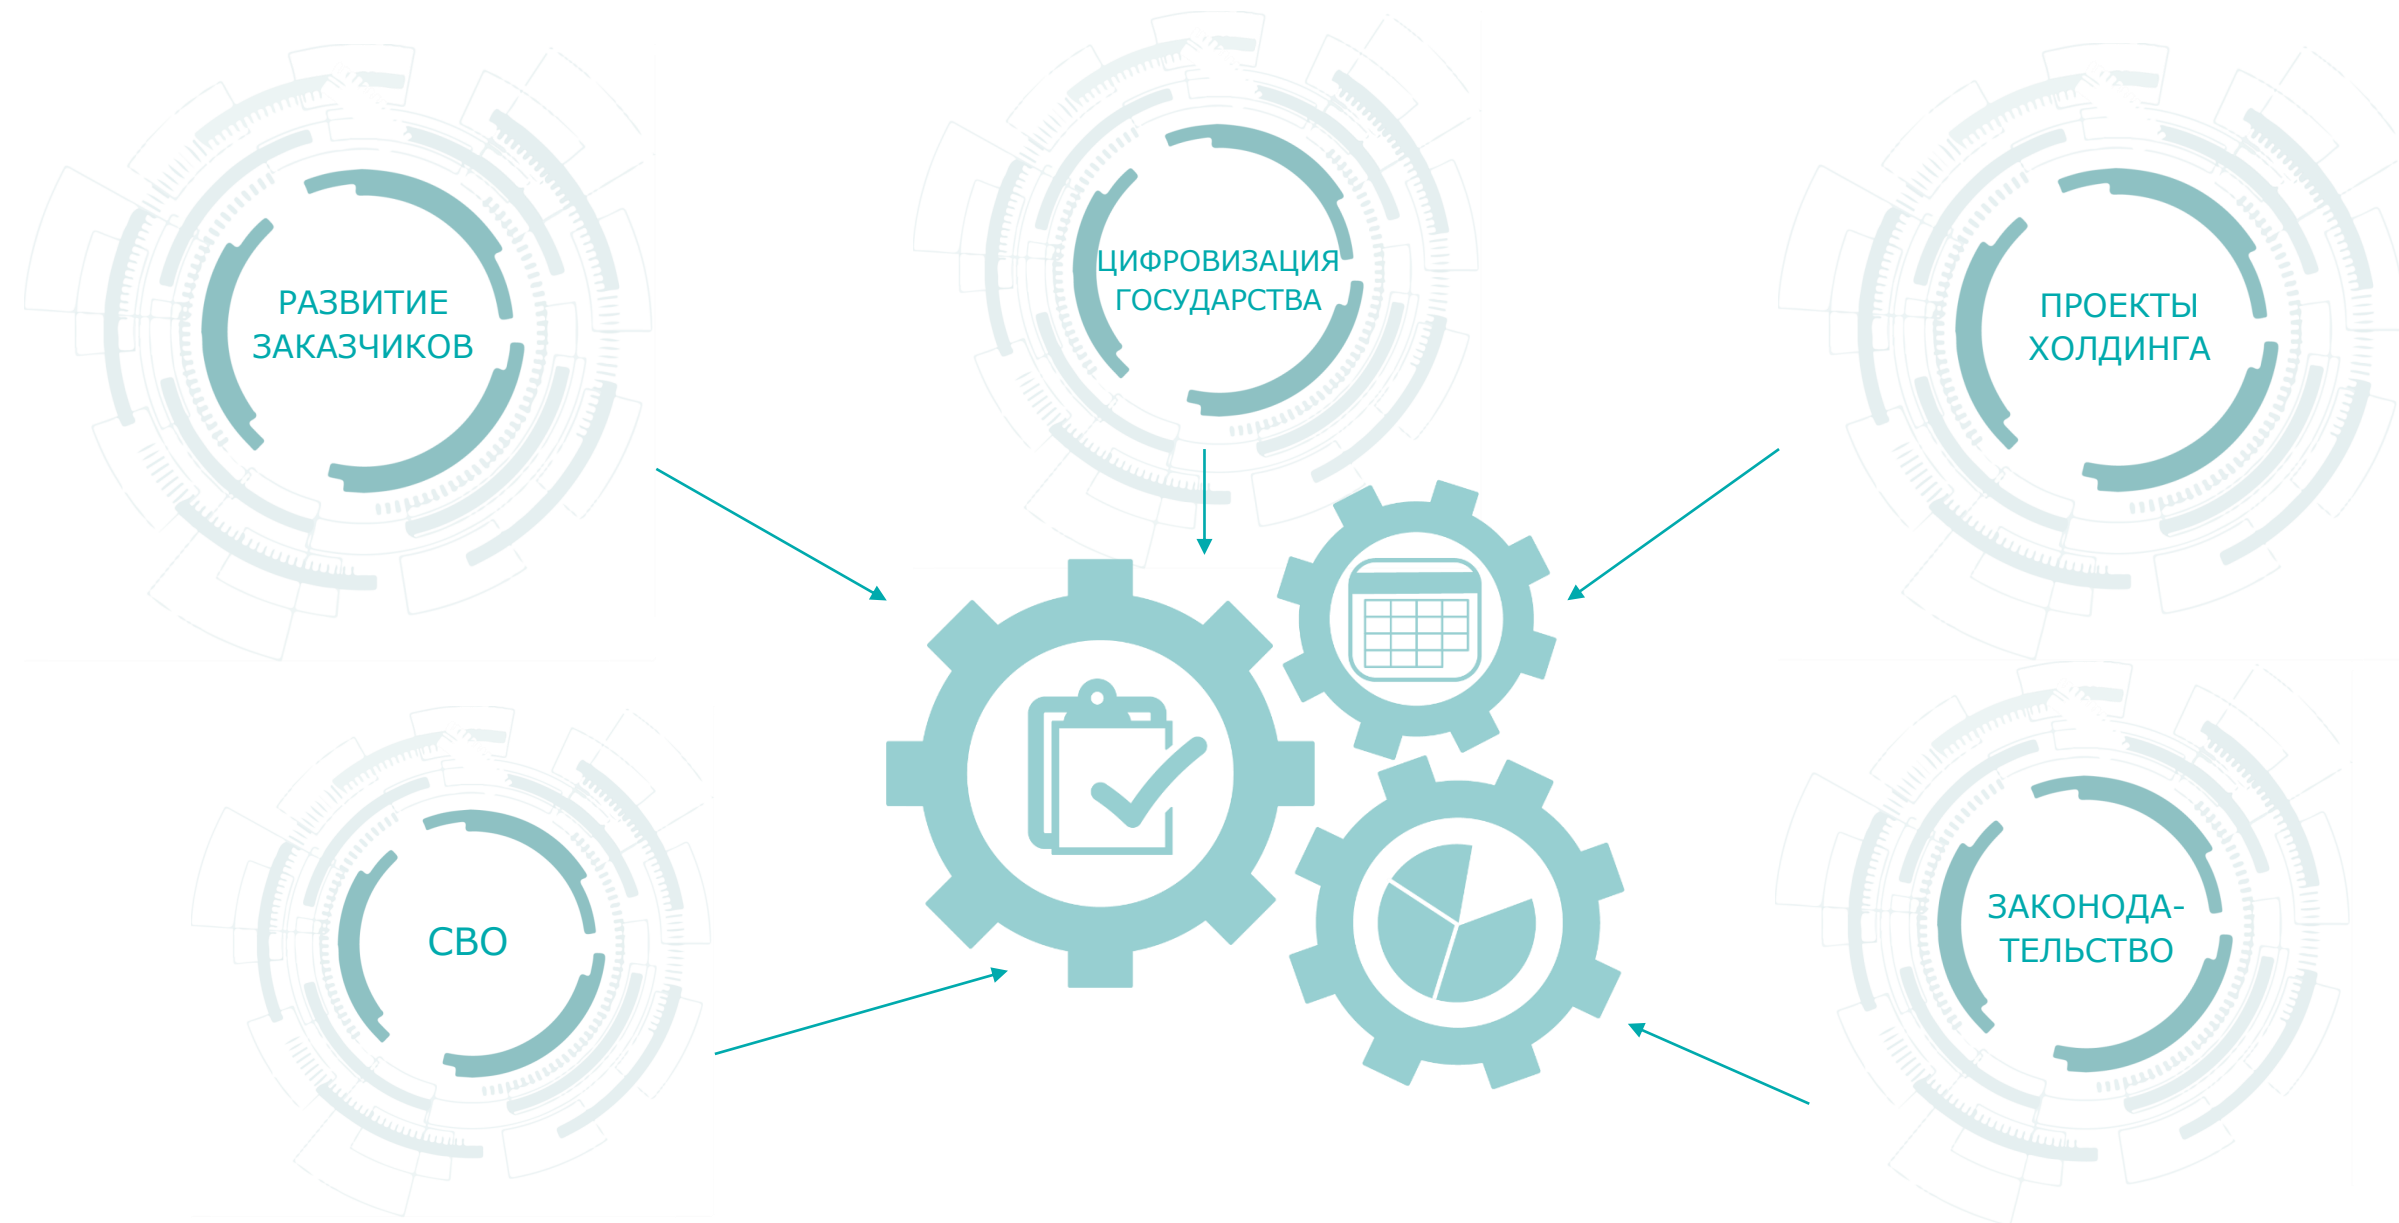 РАЗВИТИЕ
ЗАКАЗЧИКОВ
ЦИФРОВИЗАЦИЯ
ГОСУДАРСТВА
ПРОЕКТЫ
ХОЛДИНГА
СВО
ЗАКОНОДА-
ТЕЛЬСТВО